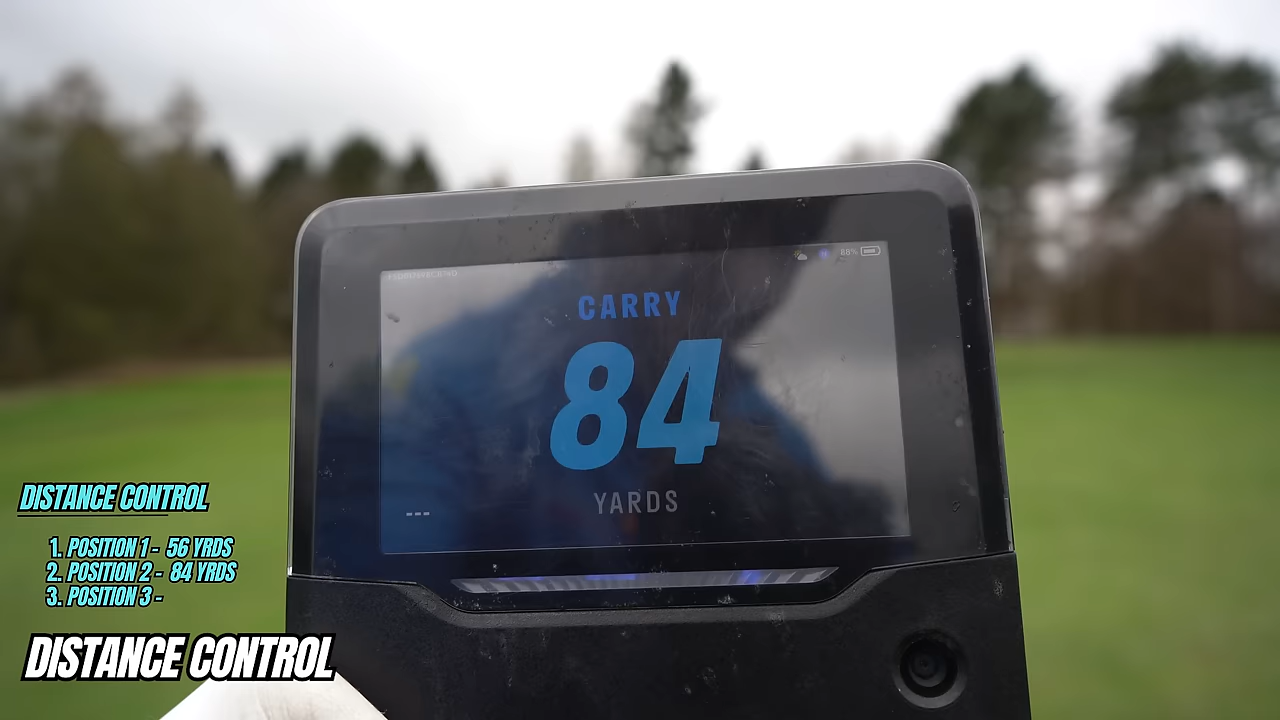 88%
CARRY
84
YARDS
---
DISTANCE CONTROL
1. POSITION 1 - 56 YRDS
2. POSITION 2 - 84 YRDS
3. POSITION 3 -
DISTANCE CONTROL